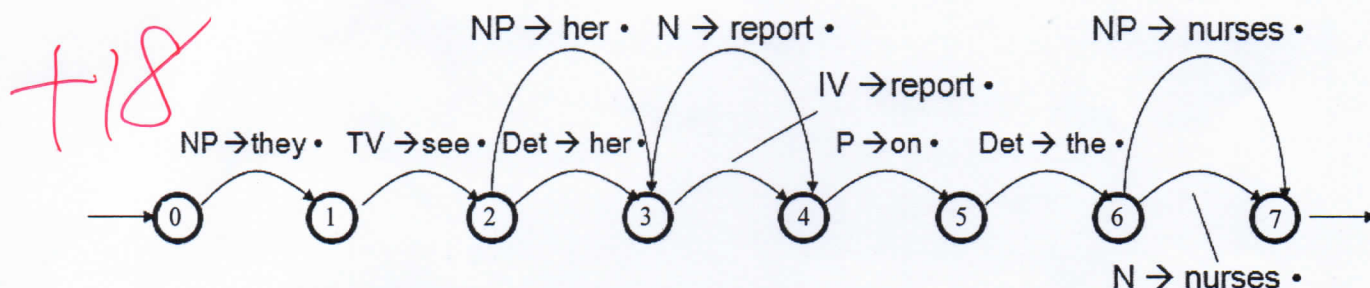 NP → her • N → report • NP → nurses •
+18
IV → report •
NP → they • TV → see • Det → her • P → on • Det → the •
0 1 2 3 4 5 6 7
N → nurses •